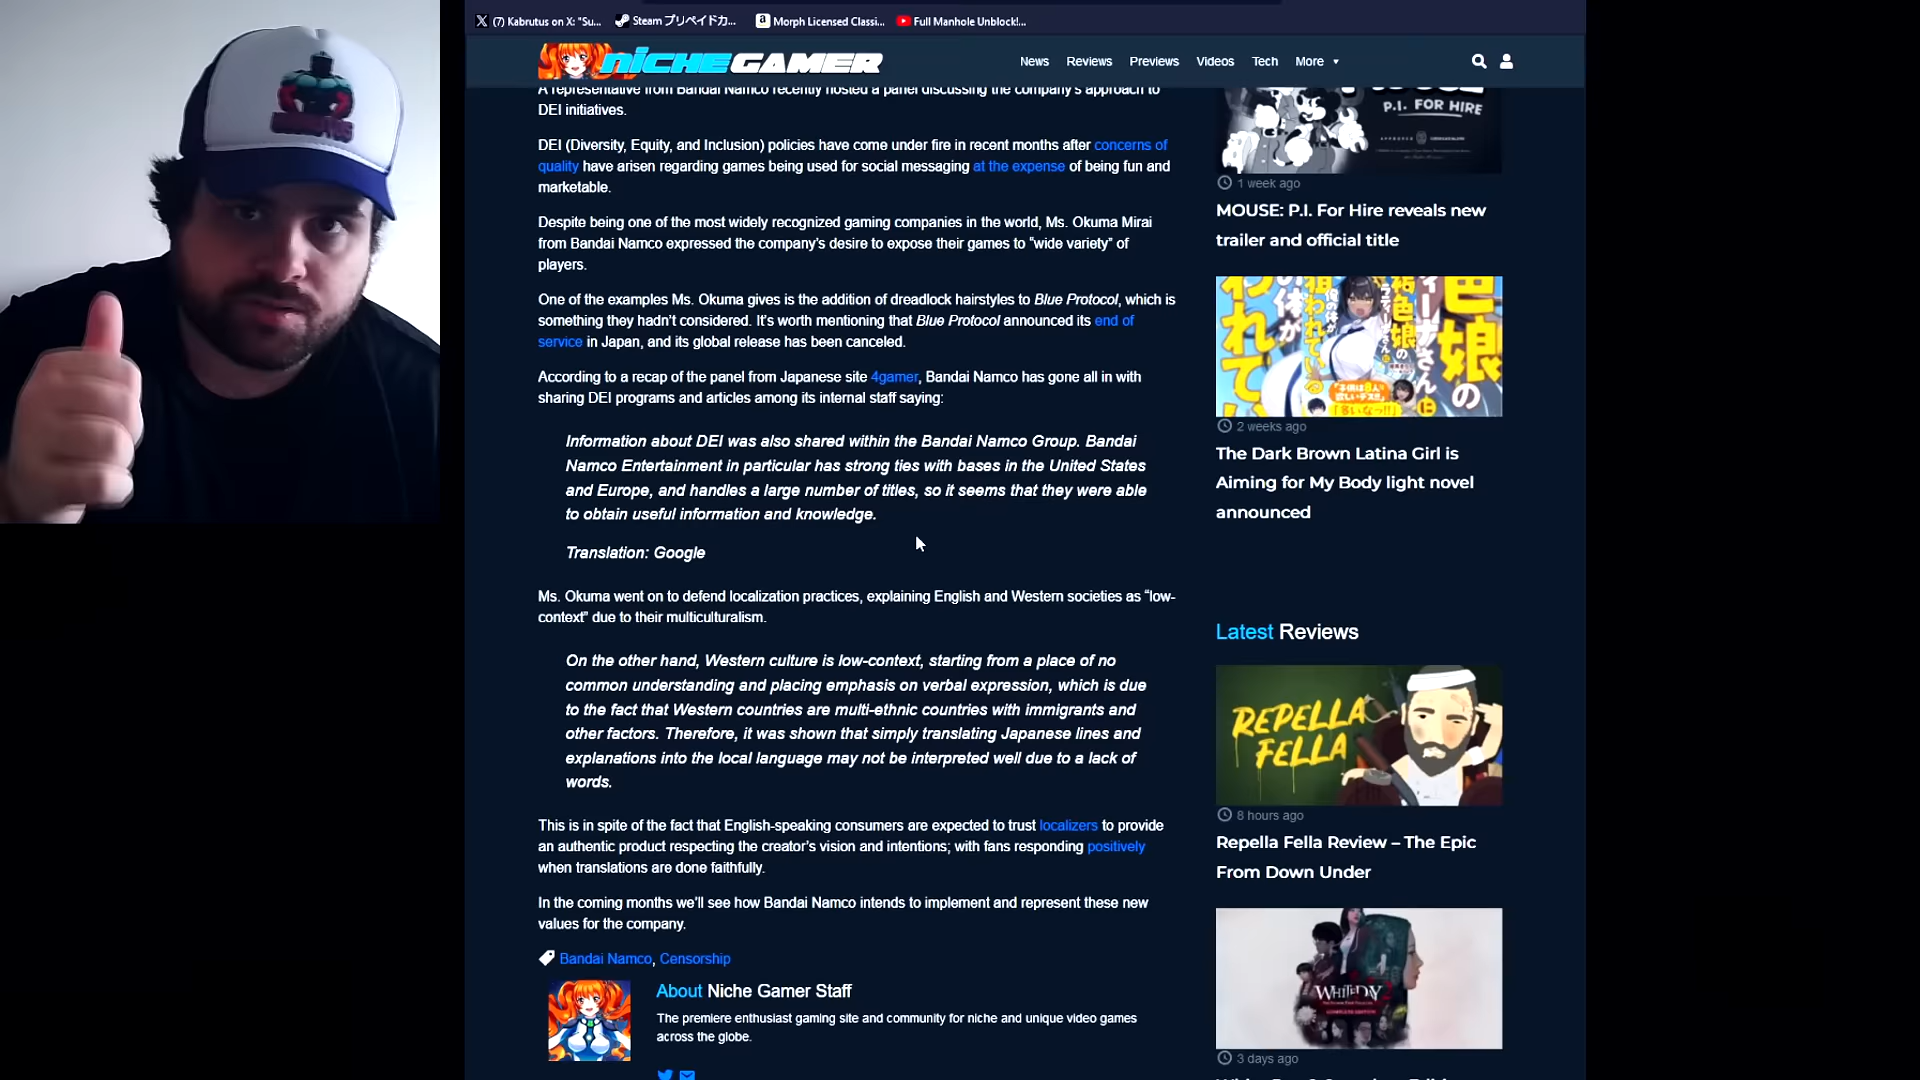 (7) Kabrutus on X: "Su...
Steam プリペイドカ...
Morph Licensed Classi...
Full Manhole Unblock!...
NICHEGAMER
News
Reviews
Previews
Videos
Tech
More
A representative from Bandai Namco recently hosted a panel discussing the company's approach to
DEI initiatives.
DEI (Diversity, Equity, and Inclusion) policies have come under fire in recent months after concerns of
quality have arisen regarding games being used for social messaging at the expense of being fun and
marketable.
Despite being one of the most widely recognized gaming companies in the world, Ms. Okuma Mirai
from Bandai Namco expressed the company's desire to expose their games to "wide variety" of
players.
One of the examples Ms. Okuma gives is the addition of dreadlock hairstyles to Blue Protocol, which is
something they hadn't considered. It's worth mentioning that Blue Protocol announced its end of
service in Japan, and its global release has been canceled.
According to a recap of the panel from Japanese site 4gamer, Bandai Namco has gone all in with
sharing DEI programs and articles among its internal staff saying:
Information about DEI was also shared within the Bandai Namco Group. Bandai
Namco Entertainment in particular has strong ties with bases in the United States
and Europe, and handles a large number of titles, so it seems that they were able
to obtain useful information and knowledge.
Translation: Google
Ms. Okuma went on to defend localization practices, explaining English and Western societies as "low-
context" due to their multiculturalism.
On the other hand, Western culture is low-context, starting from a place of no
common understanding and placing emphasis on verbal expression, which is due
to the fact that Western countries are multi-ethnic countries with immigrants and
other factors. Therefore, it was shown that simply translating Japanese lines and
explanations into the local language may not be interpreted well due to a lack of
words.
This is in spite of the fact that English-speaking consumers are expected to trust localizers to provide
an authentic product respecting the creator's vision and intentions; with fans responding positively
when translations are done faithfully.
In the coming months we'll see how Bandai Namco intends to implement and represent these new
values for the company.
Bandai Namco, Censorship
About Niche Gamer Staff
The premiere enthusiast gaming site and community for niche and unique video games
across the globe.
P.I. FOR HIRE
1 week ago
MOUSE: P.I. For Hire reveals new
trailer and official title
2 weeks ago
The Dark Brown Latina Girl is
Aiming for My Body light novel
announced
Latest Reviews
REPELLA
FELLA
8 hours ago
Repella Fella Review – The Epic
From Down Under
WHITEDAY
3 days ago